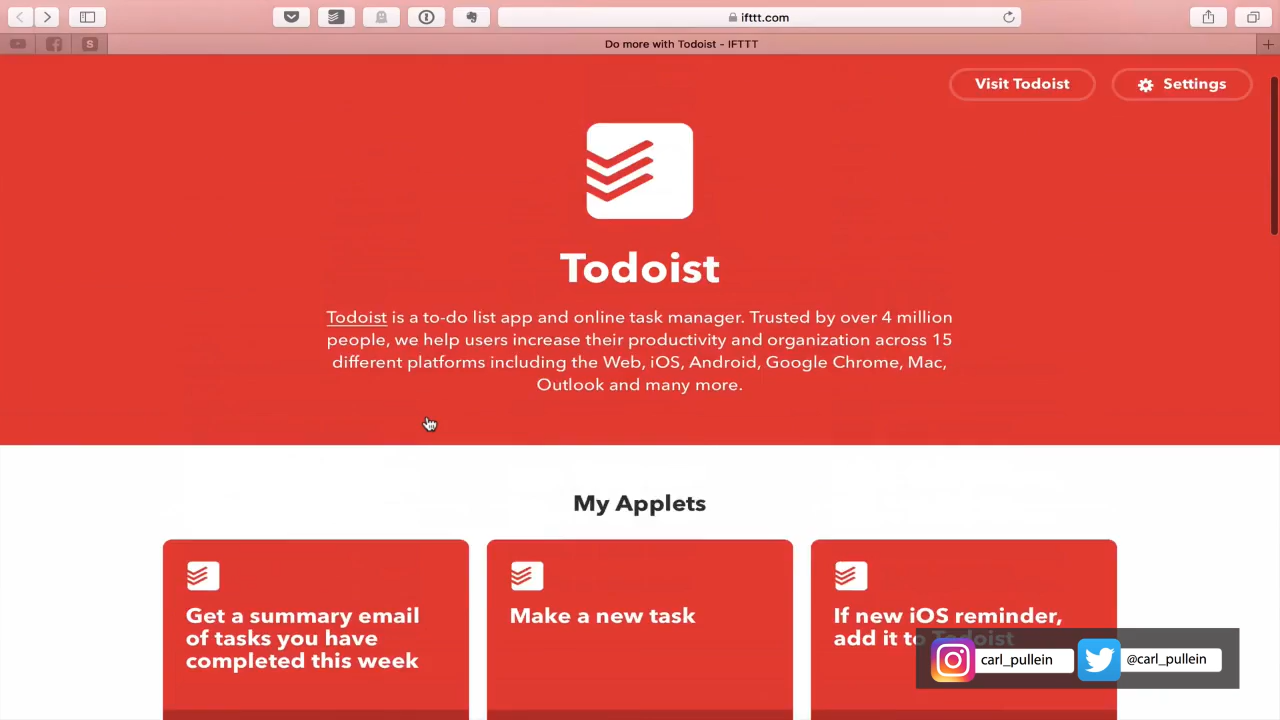 ifttt.com
S
Do more with Todoist – IFTTT
Visit Todoist
Settings
Todoist
Todoist is a to-do list app and online task manager. Trusted by over 4 million
people, we help users increase their productivity and organization across 15
different platforms including the Web, iOS, Android, Google Chrome, Mac,
Outlook and many more.
My Applets
Get a summary email
of tasks you have
completed this week
Make a new task
If new iOS reminder,
add it to Todoist
carl_pullein
@carl_pullein